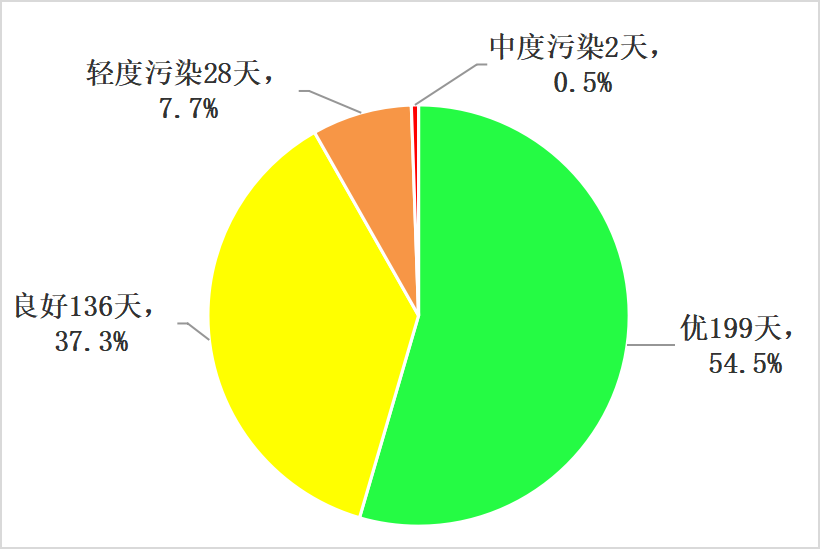 中度污染2天，
0.5%
轻度污染28天，
7.7%
良好136天，
37.3%
优199天，
54.5%